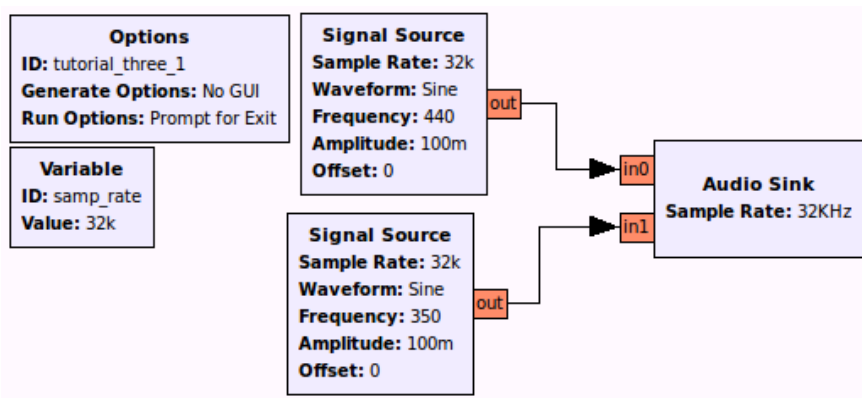 Options
ID: tutorial_three_1
Generate Options: No GUI
Run Options: Prompt for Exit
Variable
ID: samp_rate
Value: 32k
Signal Source
Sample Rate: 32k
Waveform: Sine
Frequency: 440
Amplitude: 100m
Offset: 0
out
Signal Source
Sample Rate: 32k
Waveform: Sine
Frequency: 350
Amplitude: 100m
Offset: 0
out
in0
in1
Audio Sink
Sample Rate: 32KHz